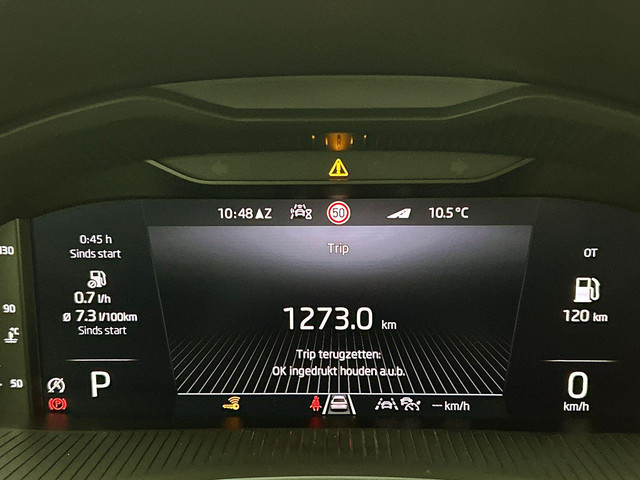 10:48 Z 50 10.5°C
130
90
°C
50
0:45 h
Sinds start
0.7 l/h
Ø 7.3 l/100km
Sinds start
P
(P)
Trip
1273.0 km
Trip terugzetten:
OK ingedrukt houden a.u.b.
-- km/h
OT
120 km
0
km/h